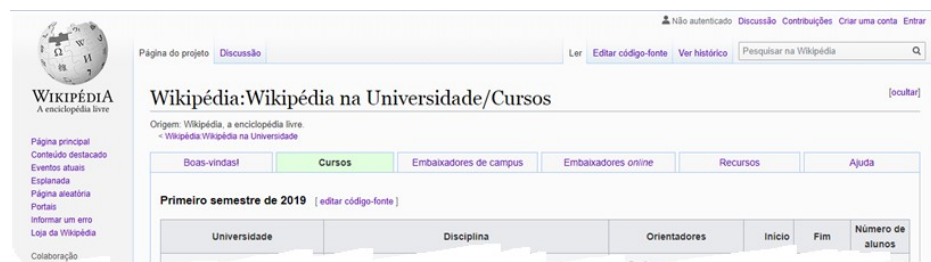 Não autenticado Discussão Contribuições Criar uma conta Entrar
Página do projeto Discussão Ler Editar código-fonte Ver histórico Pesquisar na Wikipédia
WIKIPÉDIA
A enciclopédia livre
Página principal
Conteúdo destacado
Eventos atuais
Esplanada
Página aleatória
Portais
Informar um erro
Loja da Wikipédia
Colaboração
Wikipédia:Wikipédia na Universidade/Cursos
[ocultar]
Origem: Wikipédia, a enciclopédia livre.
< Wikipédia:Wikipédia na Universidade
Boas-vindas! Cursos Embaixadores de campus Embaixadores online Recursos Ajuda
Primeiro semestre de 2019 [ editar código-fonte ]
Universidade Disciplina Orientadores Início Fim Número de
alunos